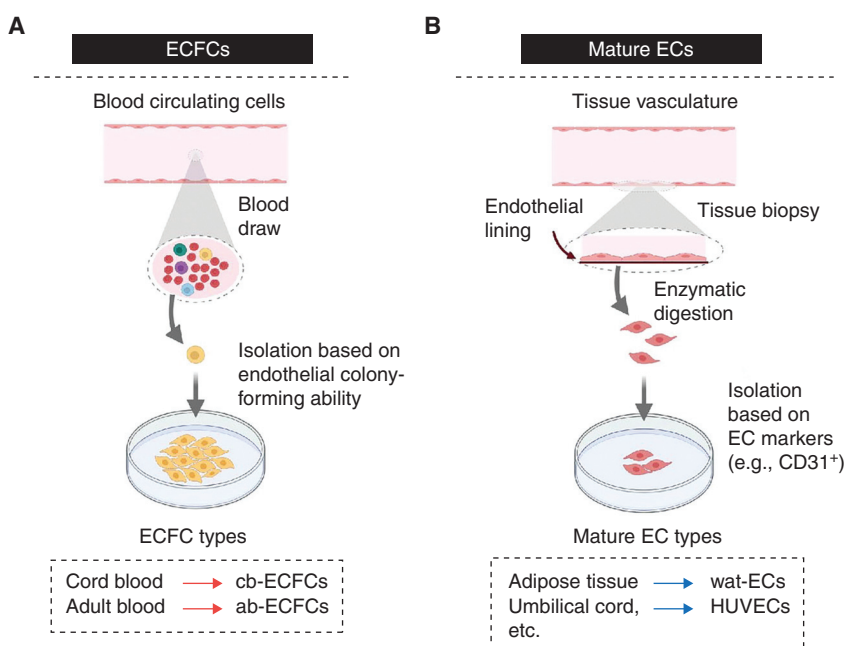 A
ECFCs
Blood circulating cells
Blood
draw
Isolation based on
endothelial colony-
forming ability
ECFC types
Cord blood → cb-ECFCs
Adult blood → ab-ECFCs
B
Mature ECs
Tissue vasculature
Endothelial
lining
Tissue biopsy
Enzymatic
digestion
Isolation
based on
EC markers
(e.g., CD31⁺)
Mature EC types
Adipose tissue → wat-ECs
Umbilical cord, → HUVECs
etc.